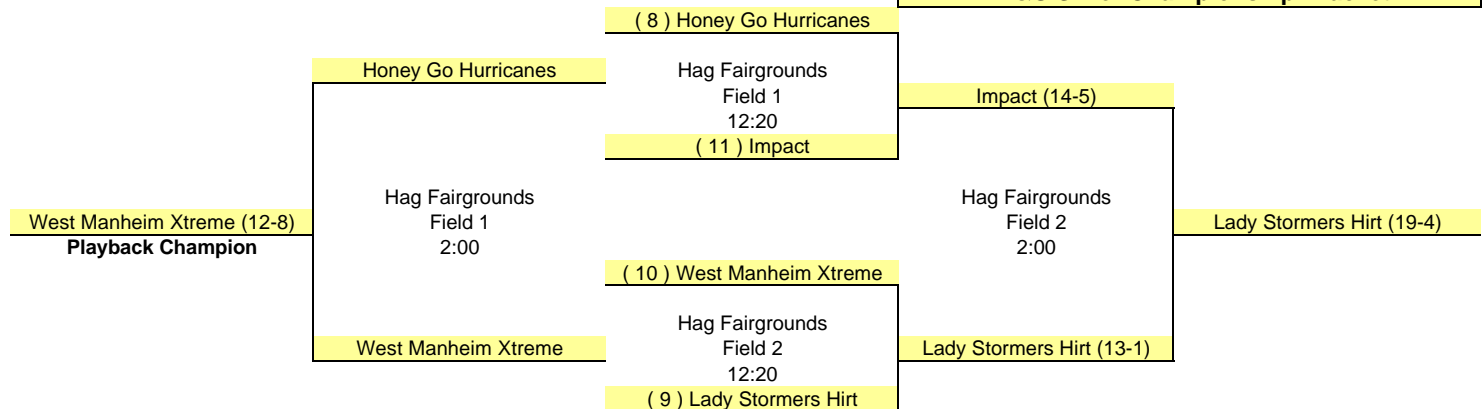 ( 8 ) Honey Go Hurricanes
Honey Go Hurricanes
Hag Fairgrounds
Field 1
12:20
Impact (14-5)
( 11 ) Impact
West Manheim Xtreme (12-8)
Playback Champion
Hag Fairgrounds
Field 1
2:00
Hag Fairgrounds
Field 2
2:00
Lady Stormers Hirt (19-4)
( 10 ) West Manheim Xtreme
West Manheim Xtreme
Hag Fairgrounds
Field 2
12:20
Lady Stormers Hirt (13-1)
( 9 ) Lady Stormers Hirt